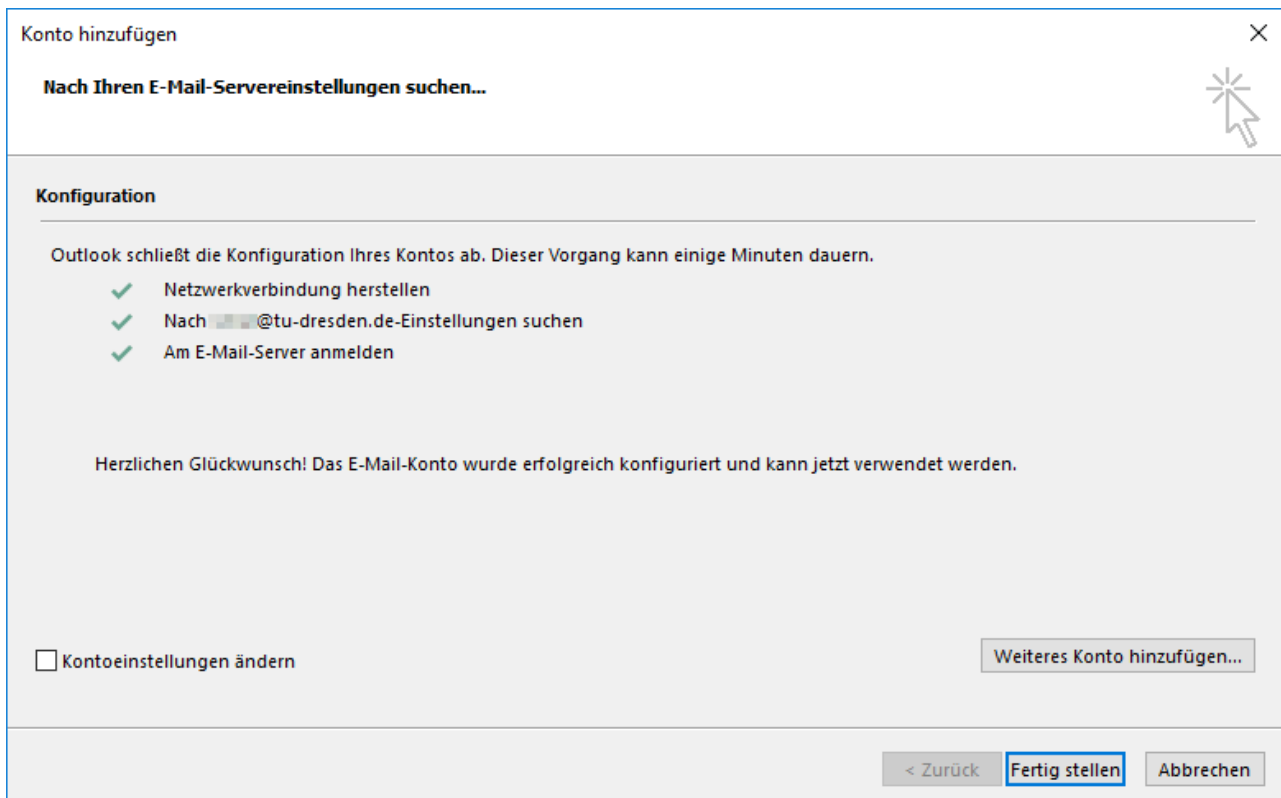 Konto hinzufügen
Nach Ihren E-Mail-Servereinstellungen suchen...
Konfiguration
Outlook schließt die Konfiguration Ihres Kontos ab. Dieser Vorgang kann einige Minuten dauern.
Netzwerkverbindung herstellen
Nach @tu-dresden.de-Einstellungen suchen
Am E-Mail-Server anmelden
Herzlichen Glückwunsch! Das E-Mail-Konto wurde erfolgreich konfiguriert und kann jetzt verwendet werden.
Kontoeinstellungen ändern
Weiteres Konto hinzufügen...
< Zurück Fertig stellen Abbrechen